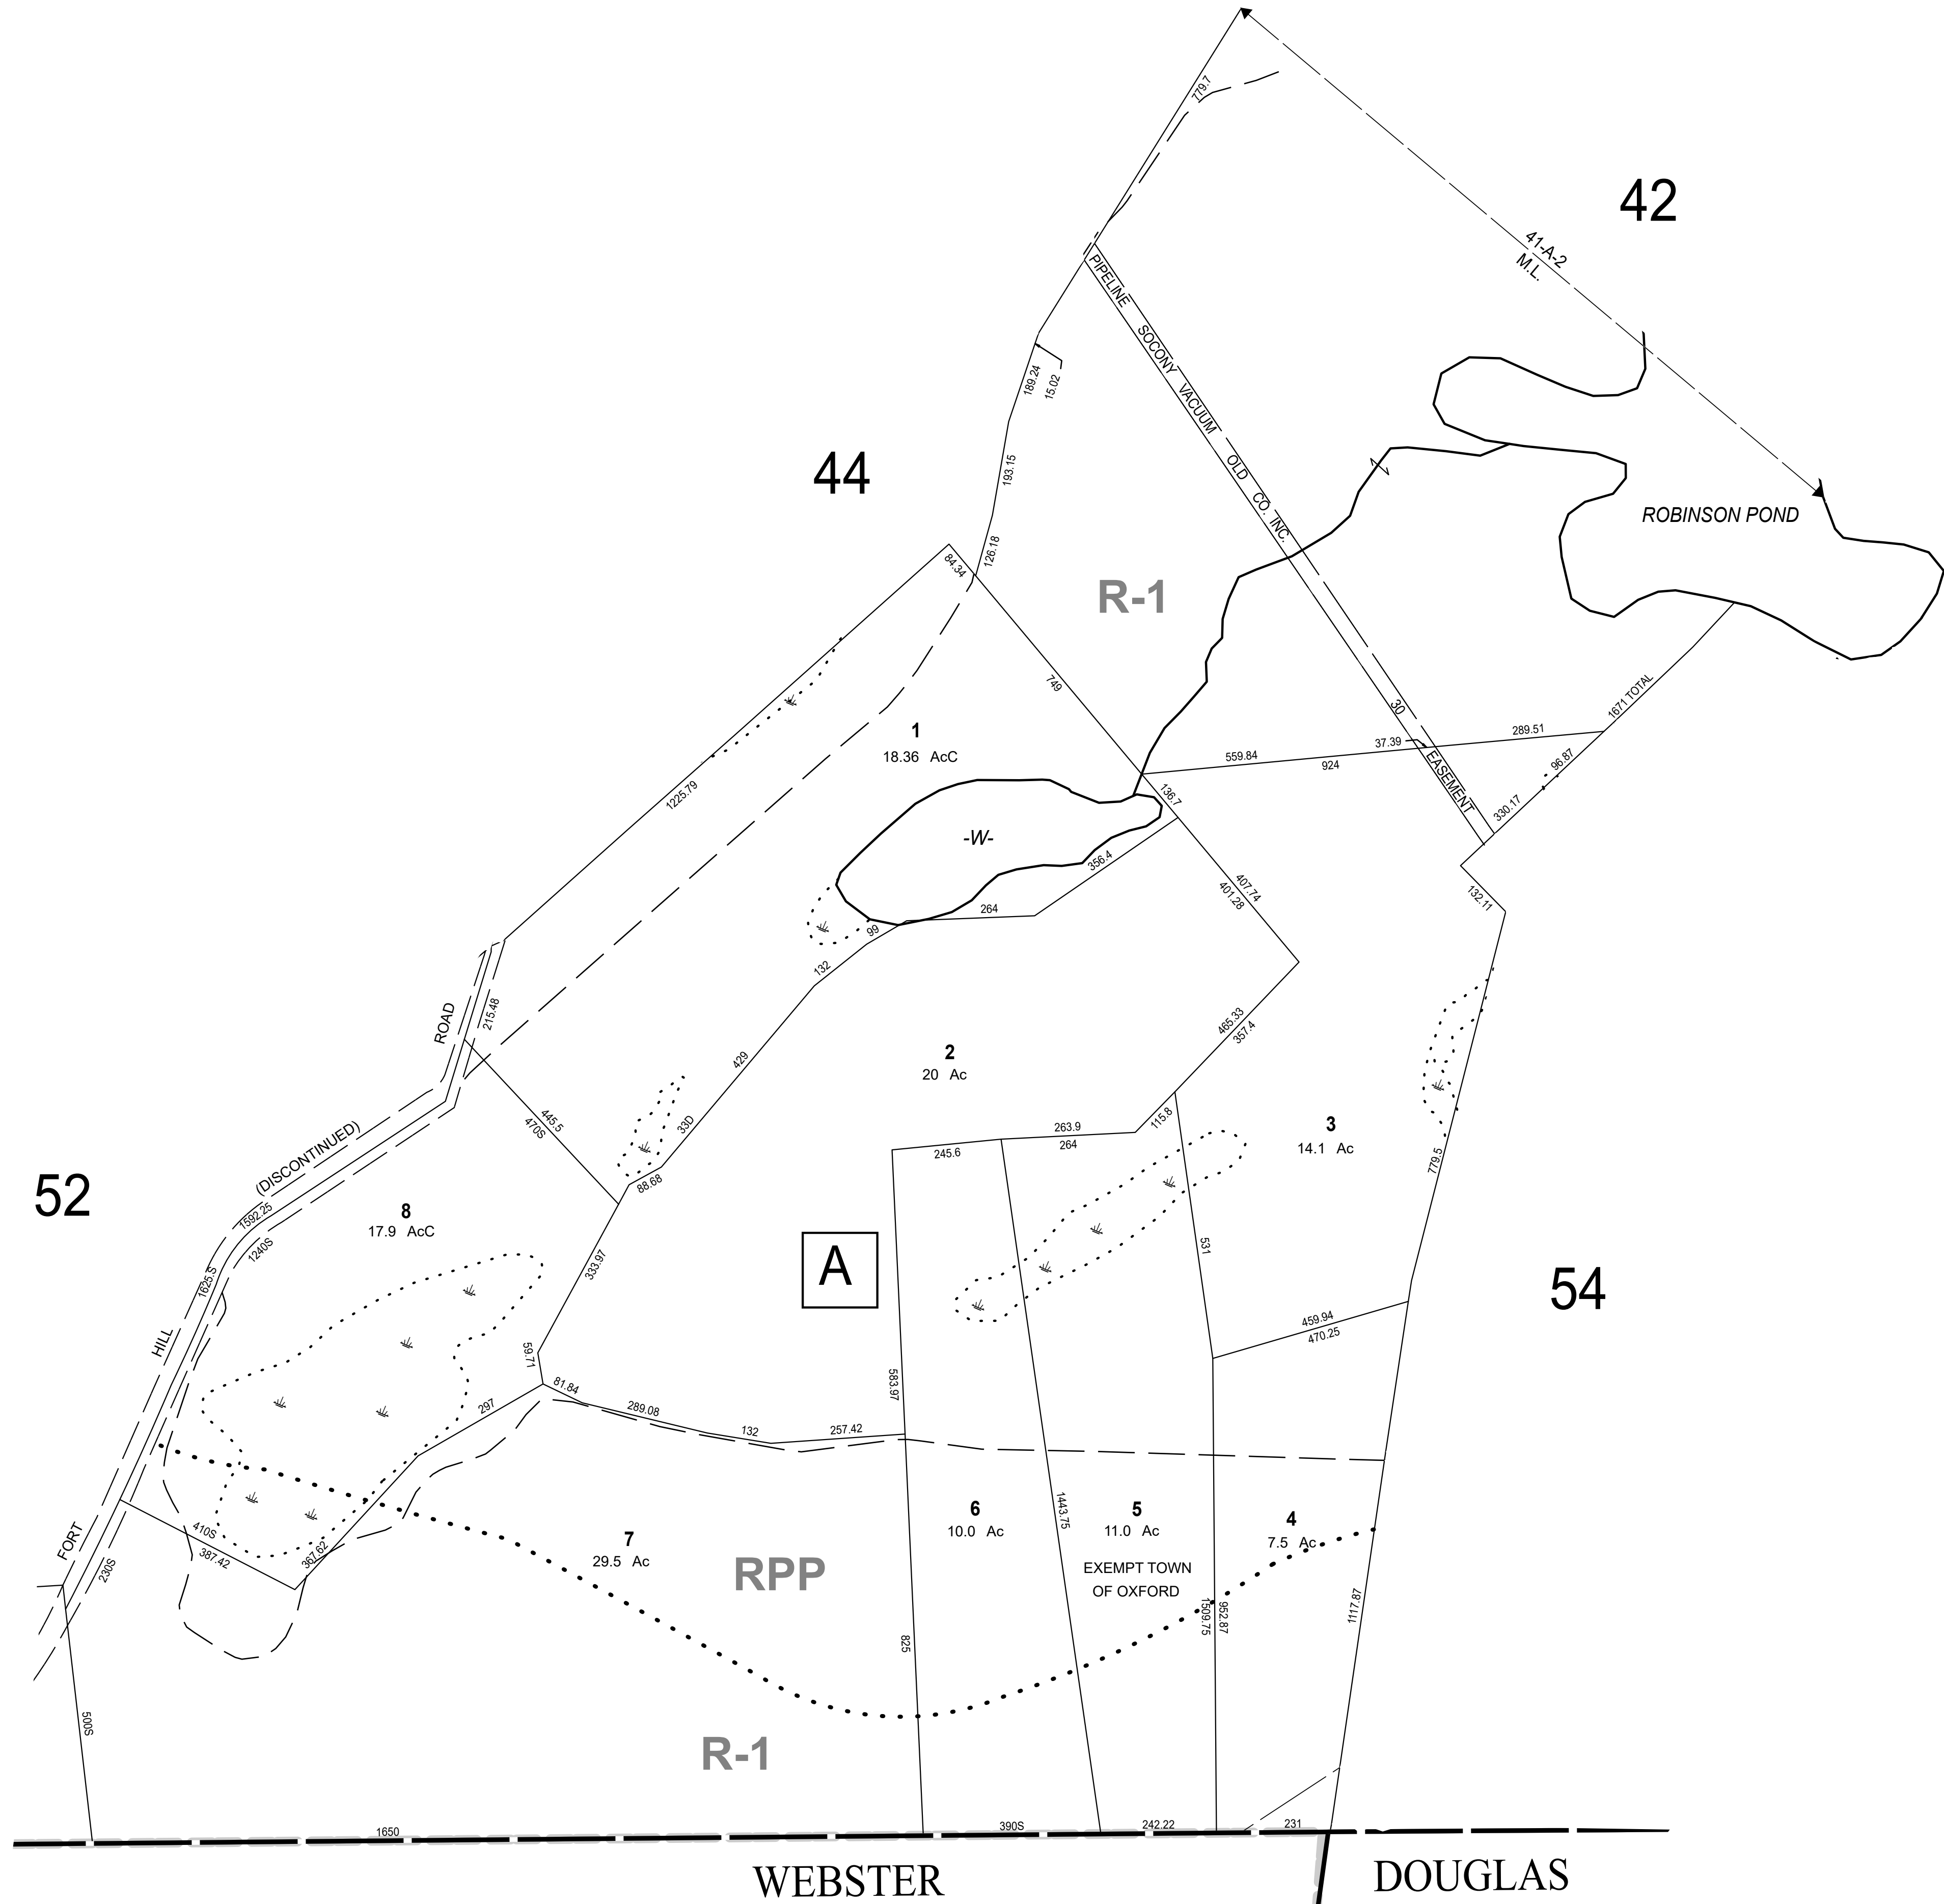 779.7
42
41-A-2
M.L.
PIPELINE SOCONY VACUUM OLD CO. INC.
30
EASEMENT
189.24
15.02
44
193.15
ROBINSON POND
126.18
84.34
R-1
749
1671 TOTAL
1
18.36 AcC
289.51
37.39
559.84
924
96.87
1225.79
136.7
330.17
-W-
356.4
407.74
401.28
132.11
264
99
132
ROAD
215.48
465.33
357.4
2
20 Ac
429
33D
445.5
470S
263.9
264
115.8
245.6
3
14.1 Ac
(DISCONTINUED)
779.5
52
88.68
8
17.9 AcC
1592.25
1240S
A
531
333.97
1625.S
54
459.94
470.25
HILL
59.71
81.84
583.97
297
289.08
132
257.42
1443.75
6
10.0 Ac
5
11.0 Ac
4
7.5 Ac
FORT
410S
387.42
367.62
7
29.5 Ac
RPP
EXEMPT TOWN
OF OXFORD
230S
1509.75
952.87
1117.87
825
500S
R-1
1650
390S
242.22
231
WEBSTER
DOUGLAS